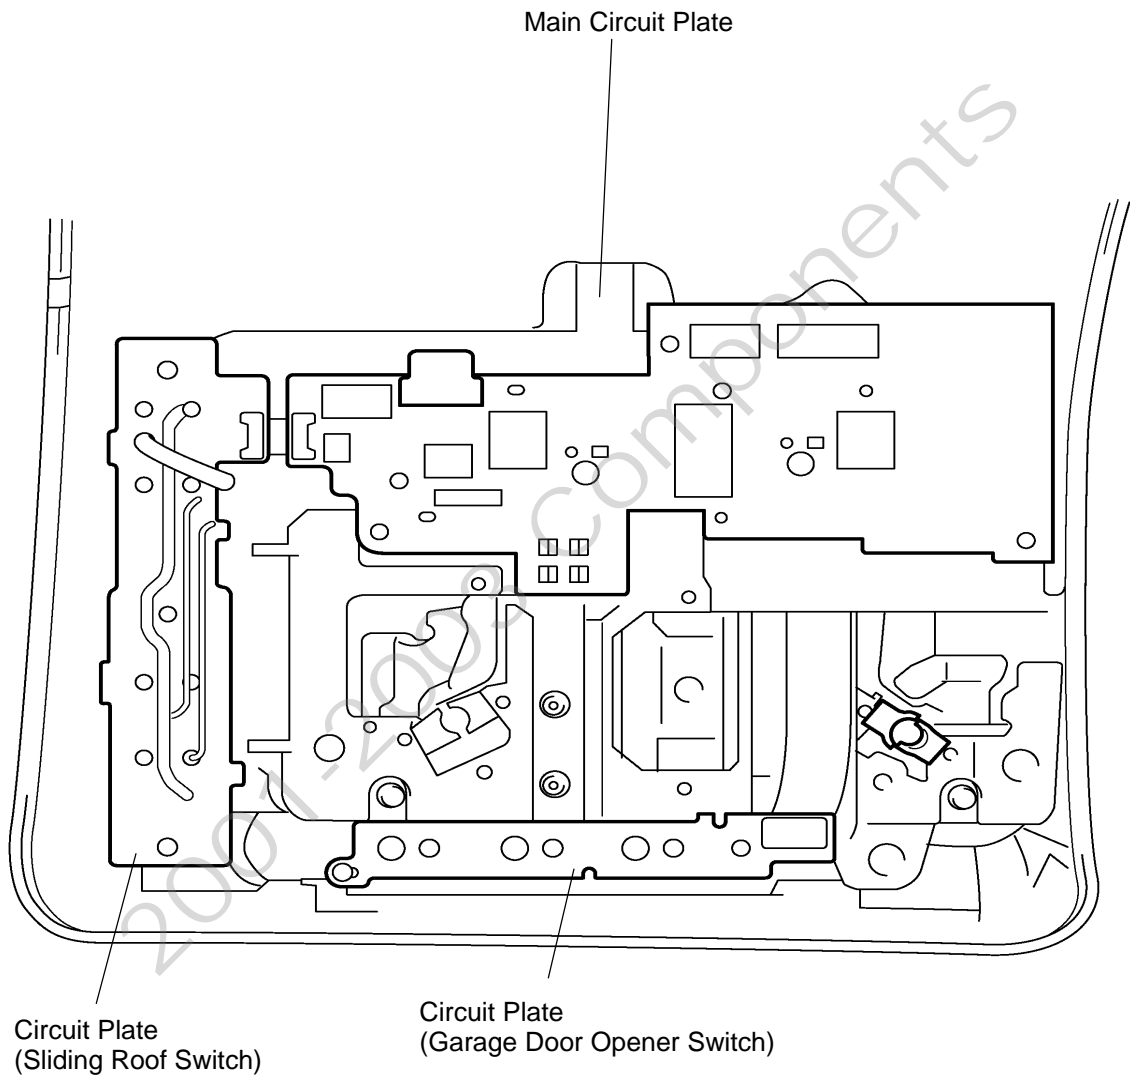 Main Circuit Plate
2001-2003 Components
Circuit Plate
(Garage Door Opener Switch)
Circuit Plate
(Sliding Roof Switch)